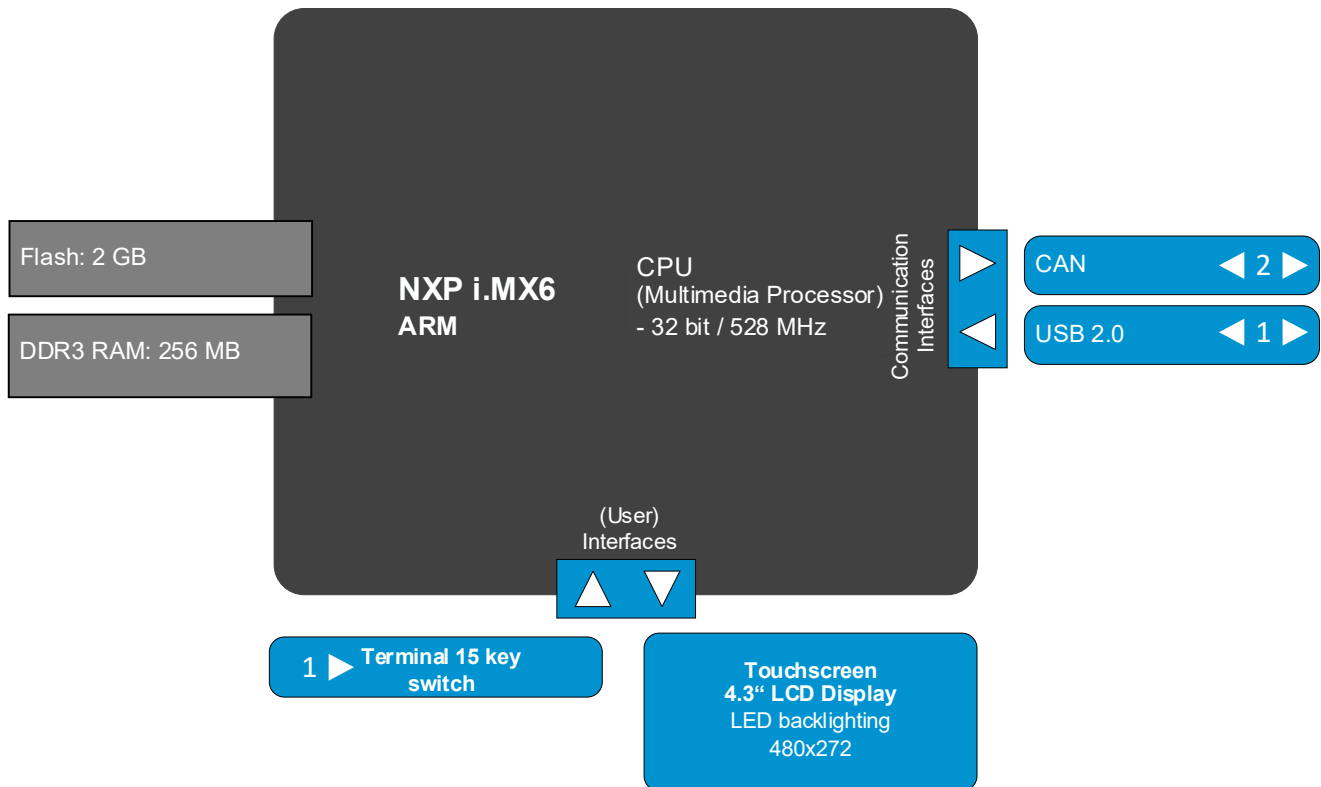 Flash: 2 GB
DDR3 RAM: 256 MB
NXP i.MX6
ARM
CPU
(Multimedia Processor)
- 32 bit / 528 MHz
Communication
Interfaces
CAN
2
USB 2.0
1
(User)
Interfaces
1
Terminal 15 key
switch
Touchscreen
4.3“ LCD Display
LED backlighting
480x272